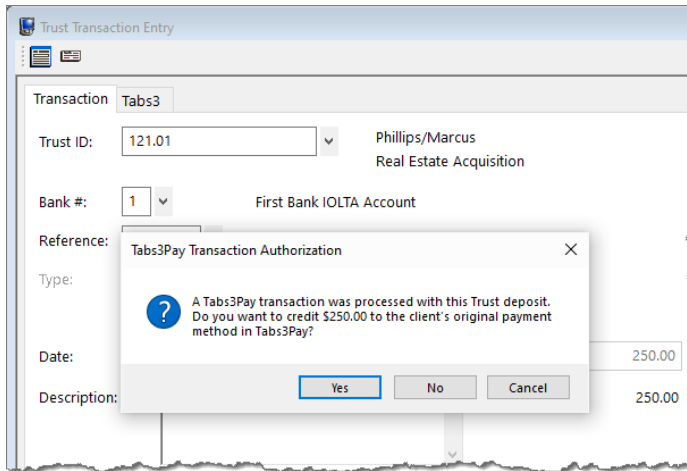 Trust Transaction Entry
Transaction Tabs3
Trust ID: 121.01 Phillips/Marcus
Real Estate Acquisition
Bank #: 1 First Bank IOLTA Account
Reference:
Tabs3Pay Transaction Authorization
Type:
A Tabs3Pay transaction was processed with this Trust deposit.
Do you want to credit $250.00 to the client's original payment
method in Tabs3Pay?
Date: 250.00
Yes No Cancel
Description: 250.00